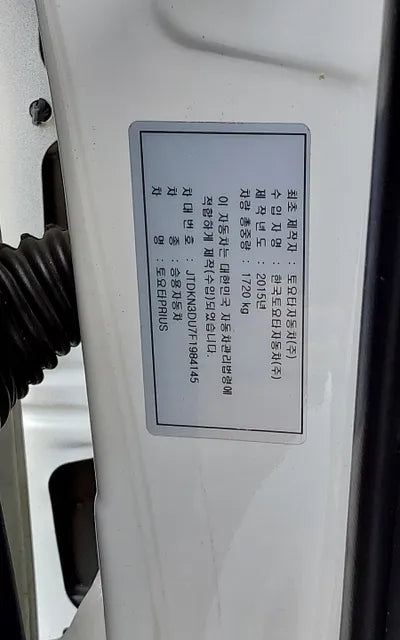 최초 제작자 : 토요타자동차(주)
수 입 자 명 : 한국토요타자동차(주)
제 작 년 도 : 2015년
차량 총중량 : 1720 kg
이 자동차는 대한민국 자동차관리법령에
적합하게 제작(수입)되었습니다.
차 대 번 호 : JTDKN3DU7F1984145
차 종 : 승용자동차
차 명 : 토요타PRIUS